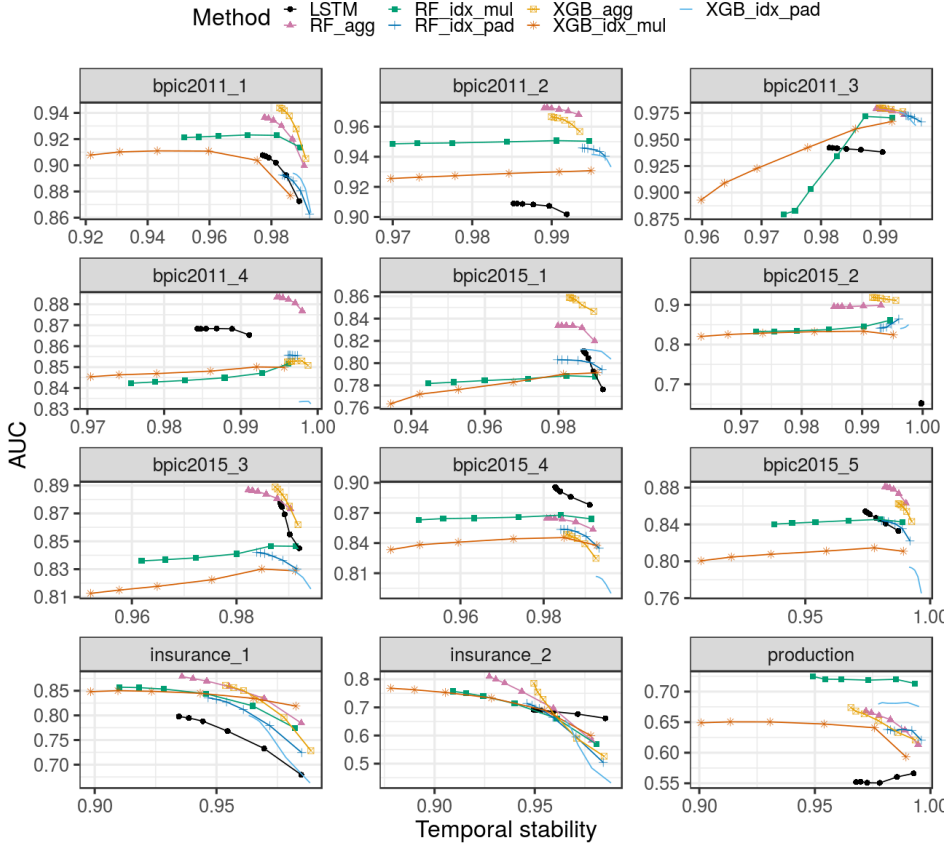 Method LSTM RF_idx_mul XGB_agg XGB_idx_pad
RF_agg RF_idx_pad XGB_idx_mul
bpic2011_1 bpic2011_2 bpic2011_3
0.94 0.92 0.90 0.88 0.86
0.96 0.94 0.92 0.90
0.975 0.950 0.925 0.900 0.875
0.92 0.94 0.96 0.98
0.97 0.98 0.99
0.96 0.97 0.98 0.99
bpic2011_4 bpic2015_1 bpic2015_2
0.88 0.87 0.86 0.85 0.84 0.83
0.86 0.84 0.82 0.80 0.78 0.76
0.9 0.8 0.7
0.97 0.98 0.99 1.00
0.94 0.96 0.98
0.97 0.98 0.99 1.00
AUC
bpic2015_3 bpic2015_4 bpic2015_5
0.89 0.87 0.85 0.83 0.81
0.90 0.87 0.84 0.81
0.88 0.84 0.80 0.76
0.96 0.98
0.96 0.98
0.95 1.00
insurance_1 insurance_2 production
0.85 0.80 0.75 0.70
0.8 0.7 0.6 0.5
0.70 0.65 0.60 0.55
0.90 0.95
0.90 0.95
0.90 0.95 1.00
Temporal stability